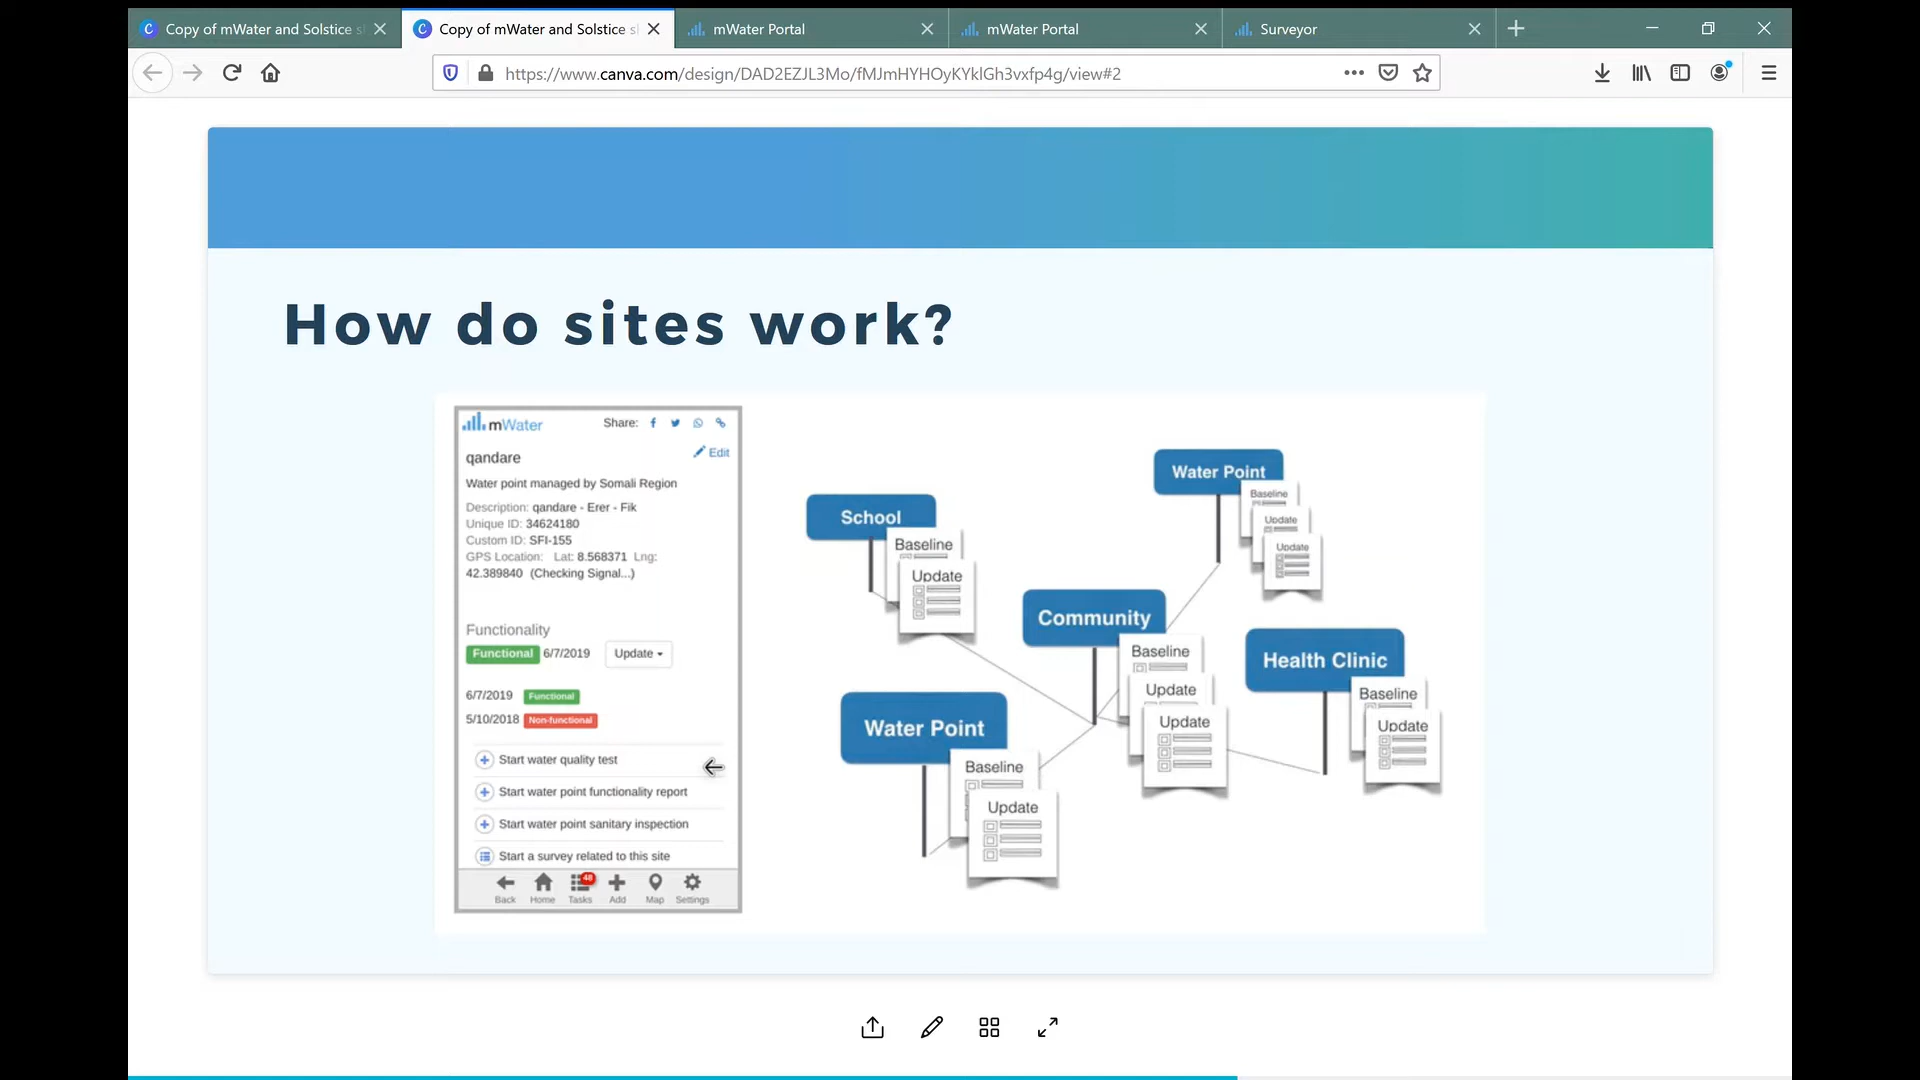 Copy of mWater and Solstice s
Copy of mWater and Solstice sl
mWater Portal
mWater Portal
Surveyor
https://www.canva.com/design/DAD2EZJL3Mo/fMJmHYHOyKYklGh3vxfp4g/view#2
How do sites work?
mWater
Share:
qandare
Edit
Water point managed by Somali Region
Description: qandare - Erer - Fik
Unique ID: 34624180
Custom ID: SFI-155
GPS Location: Lat: 8.568371 Lng:
42.389840 (Checking Signal...)
Functionality
Functional 6/7/2019 Update
6/7/2019 Functional
5/10/2018 Non-functional
Start water quality test
Start water point functionality report
Start water point sanitary inspection
Start a survey related to this site
48
Back Home Tasks Add Map Settings
School
Baseline
Update
Water Point
Baseline
Update
Update
Community
Baseline
Update
Update
Health Clinic
Baseline
Update
Water Point
Baseline
Update